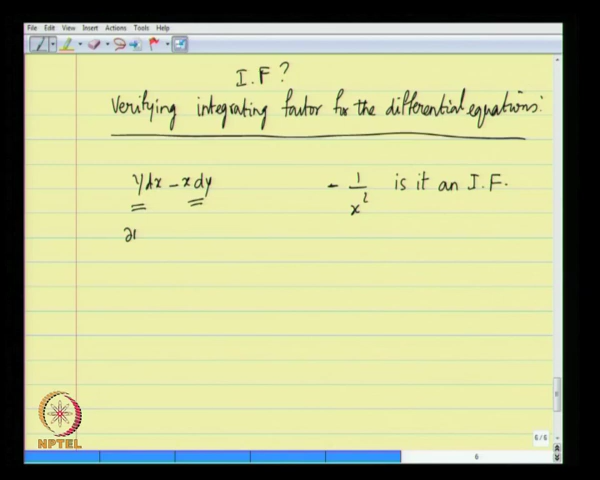 File Edit View Insert Actions Tools Help
I.F ?
Verifying integrating factor for the differential equations:
ydx - xdy
- 1/x² is it an I.F.
∂
NPTEL
6/6
6